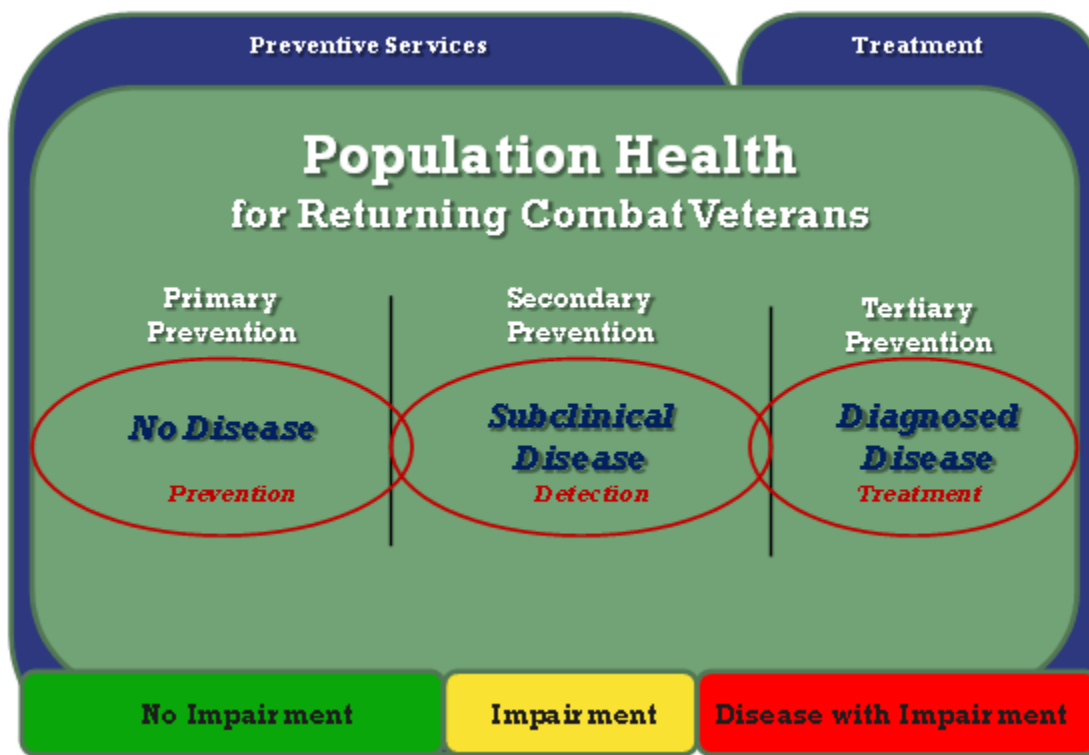 Preventive Services
Treatment
Population Health
for Returning Combat Veterans
Primary
Prevention
Secondary
Prevention
Tertiary
Prevention
No Disease
Prevention
Subclinical
Disease
Detection
Diagnosed
Disease
Treatment
No Impairment
Impairment
Disease with Impairment